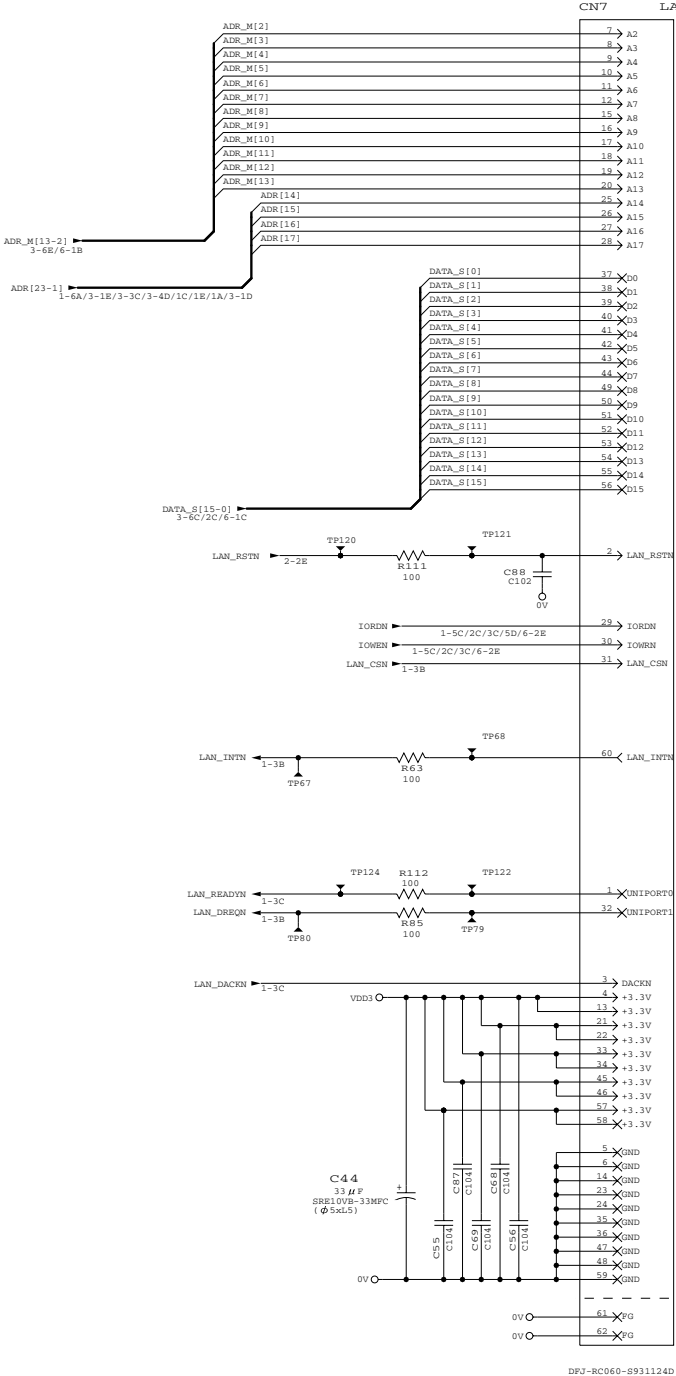 CN7 LA
ADR_M[2] 7 A2
ADR_M[3] 8 A3
ADR_M[4] 9 A4
ADR_M[5] 10 A5
ADR_M[6] 11 A6
ADR_M[7] 12 A7
ADR_M[8] 15 A8
ADR_M[9] 16 A9
ADR_M[10] 17 A10
ADR_M[11] 18 A11
ADR_M[12] 19 A12
ADR_M[13] 20 A13
ADR[14] 25 A14
ADR[15] 26 A15
ADR[16] 27 A16
ADR[17] 28 A17
ADR_M[13-2]
3-6E/6-1B
ADR[23-1]
1-6A/3-1E/3-3C/3-4D/1C/1E/1A/3-1D
DATA_S[0] 37 D0
DATA_S[1] 38 D1
DATA_S[2] 39 D2
DATA_S[3] 40 D3
DATA_S[4] 41 D4
DATA_S[5] 42 D5
DATA_S[6] 43 D6
DATA_S[7] 44 D7
DATA_S[8] 49 D8
DATA_S[9] 50 D9
DATA_S[10] 51 D10
DATA_S[11] 52 D11
DATA_S[12] 53 D12
DATA_S[13] 54 D13
DATA_S[14] 55 D14
DATA_S[15] 56 D15
DATA_S[15-0]
3-6C/2C/6-1C
TP120 TP121
LAN_RSTN 2-2E 2 LAN_RSTN
R111
100
C88
C102
0V
IORDN 29 IORDN
1-5C/2C/3C/5D/6-2E
IOWEN 30 IOWRN
1-5C/2C/3C/6-2E
LAN_CSN 31 LAN_CSN
1-3B
TP68
LAN_INTN 60 LAN_INTN
1-3B
R63
100
TP67
TP124 R112 TP122
100
LAN_READYN 1 UNIPORT0
1-3C
LAN_DREQN 32 UNIPORT1
1-3B
R85
100
TP80 TP79
LAN_DACKN 3 DACKN
1-3C
VDD3 4 +3.3V
13 +3.3V
21 +3.3V
22 +3.3V
33 +3.3V
34 +3.3V
45 +3.3V
46 +3.3V
57 +3.3V
58 +3.3V
5 GND
6 GND
14 GND
23 GND
24 GND
35 GND
36 GND
47 GND
48 GND
59 GND
C44
33μF
SRE10VB-33MFC
(φ5xL5)
+
C87 C104
C68 C104
C55 C104
C69 C104
C56 C104
0V
0V 61 FG
0V 62 FG
DFJ-RC060-S931124D